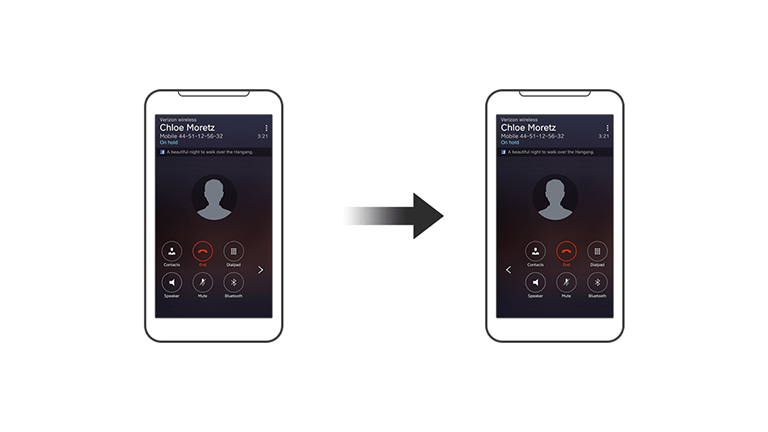 Verizon wireless
Chloe Moretz
Mobile 44-51-12-56-32 3:21
On hold
A beautiful night to walk over the Hangang.
Contacts End Dialpad
Speaker Mute Bluetooth
Verizon wireless
Chloe Moretz
Mobile 44-51-12-56-32 3:21
On hold
A beautiful night to walk over the Hangang.
Contacts End Dialpad
Speaker Mute Bluetooth